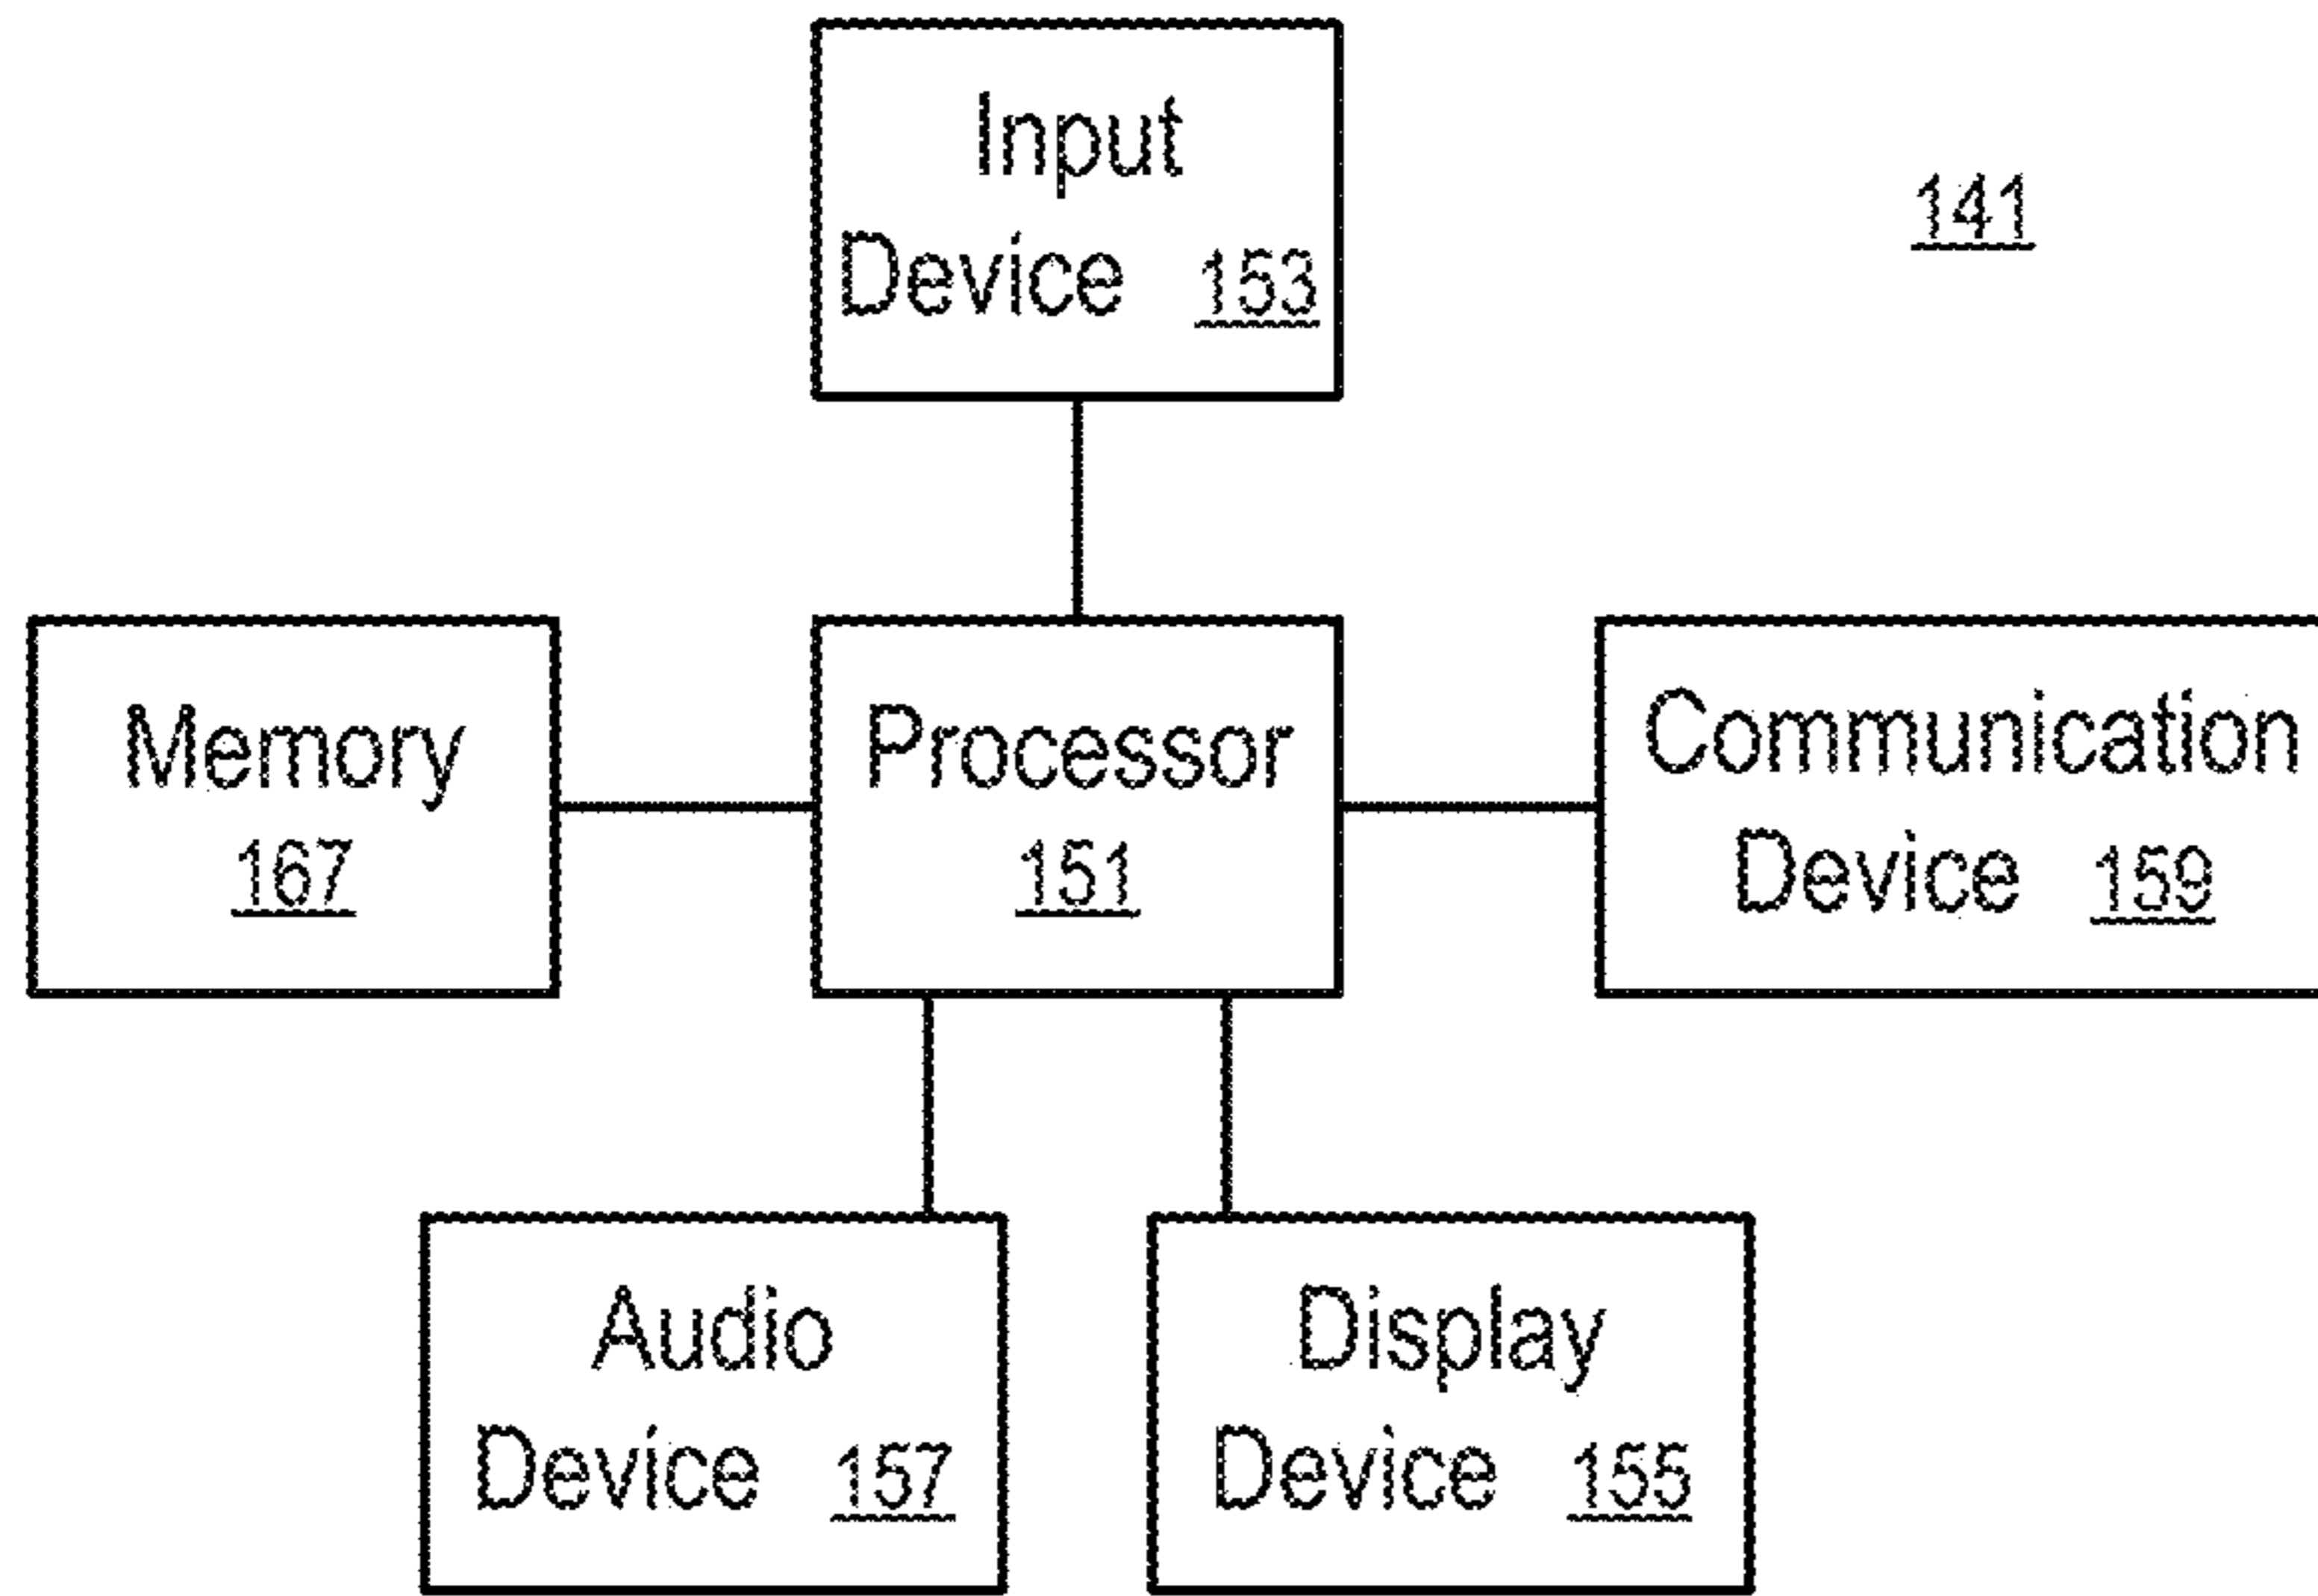 Input
Device 153
141
Memory
167
Processor
151
Communication
Device 159
Audio
Device 157
Display
Device 155